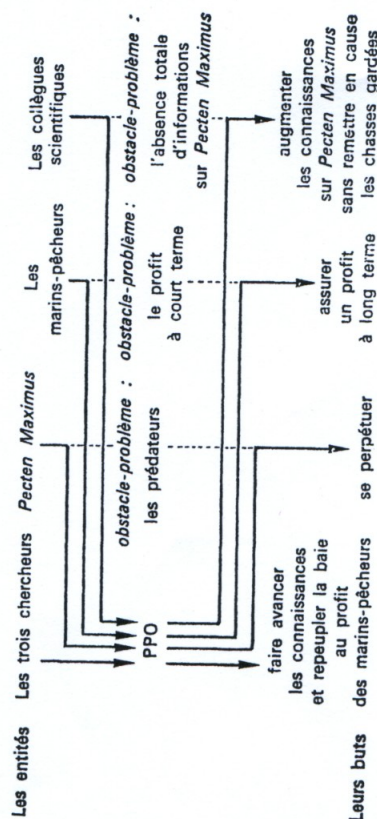 Les entités
Les trois chercheurs
Pecten Maximus
Les
marins-pêcheurs
Les collègues
scientifiques
obstacle-problème :
les prédateurs
obstacle-problème :
le profit
à court terme
obstacle-problème :
l'absence totale
d'informations
sur Pecten Maximus
PPO
Leurs buts
faire avancer
les connaissances
et repeupler la baie
au profit
des marins-pêcheurs
se perpétuer
assurer
un profit
à long terme
augmenter
les connaissances
sur Pecten Maximus
sans remettre en cause
les chasses gardées